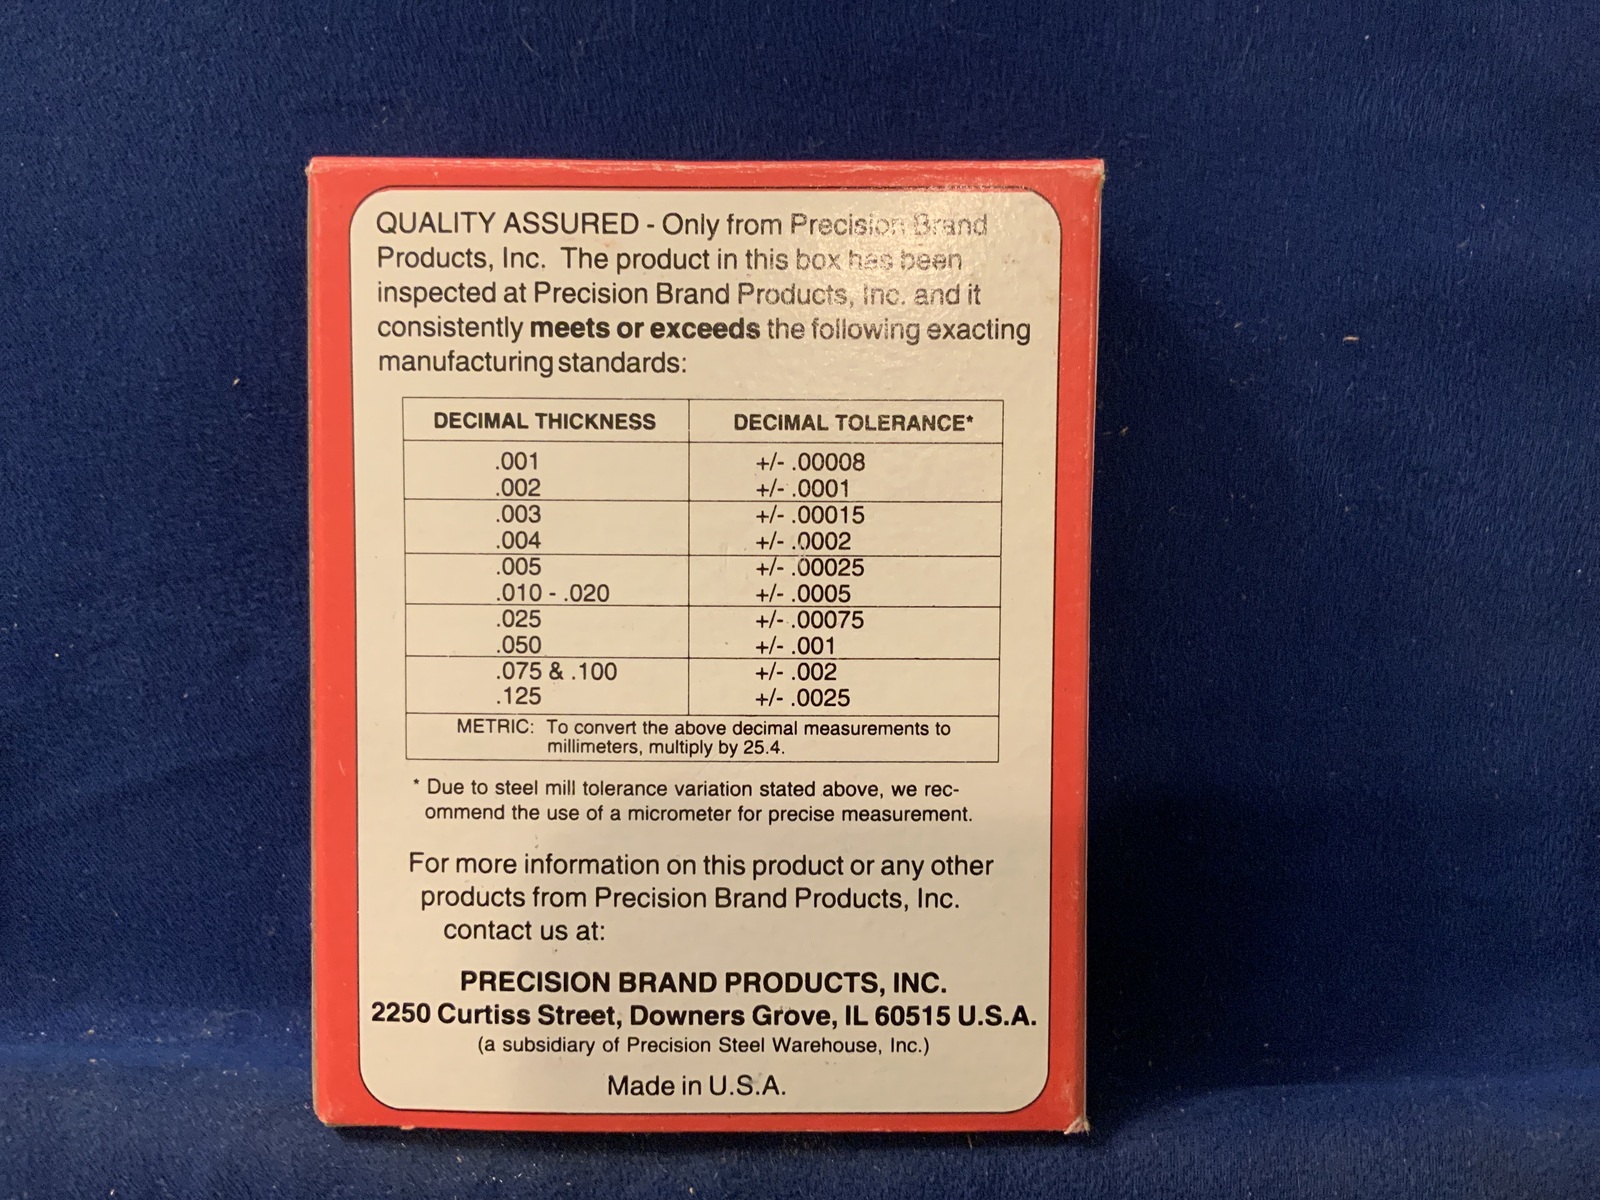 QUALITY ASSURED - Only from Precision Brand
Products, Inc. The product in this box has been
inspected at Precision Brand Products, Inc. and it
consistently meets or exceeds the following exacting
manufacturing standards:
DECIMAL THICKNESS DECIMAL TOLERANCE*
.001 +/- .00008
.002 +/- .0001
.003 +/- .00015
.004 +/- .0002
.005 +/- .00025
.010 - .020 +/- .0005
.025 +/- .00075
.050 +/- .001
.075 & .100 +/- .002
.125 +/- .0025
METRIC: To convert the above decimal measurements to
millimeters, multiply by 25.4.
* Due to steel mill tolerance variation stated above, we rec-
ommend the use of a micrometer for precise measurement.
For more information on this product or any other
products from Precision Brand Products, Inc.
contact us at:
PRECISION BRAND PRODUCTS, INC.
2250 Curtiss Street, Downers Grove, IL 60515 U.S.A.
(a subsidiary of Precision Steel Warehouse, Inc.)
Made in U.S.A.